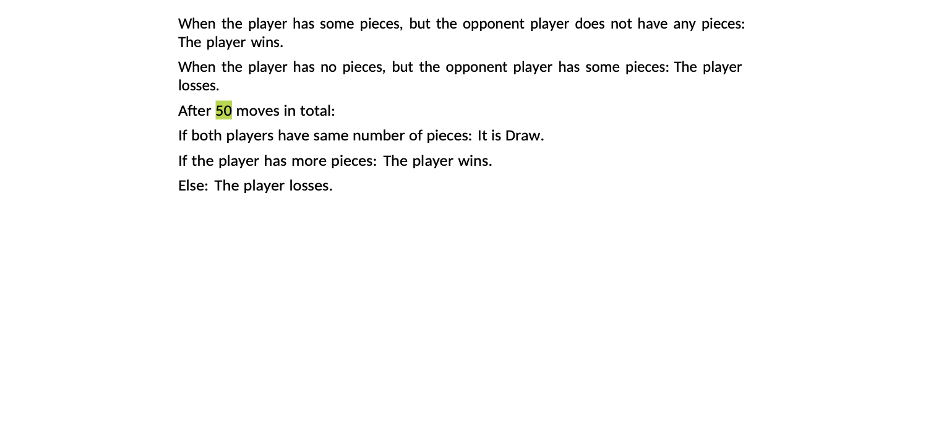 When the player has some pieces, but the opponent player does not have any pieces:
The player wins.
When the player has no pieces, but the opponent player has some pieces: The player
losses.
After 50 moves in total:
If both players have same number of pieces: It is Draw.
If the player has more pieces: The player wins.
Else: The player losses.